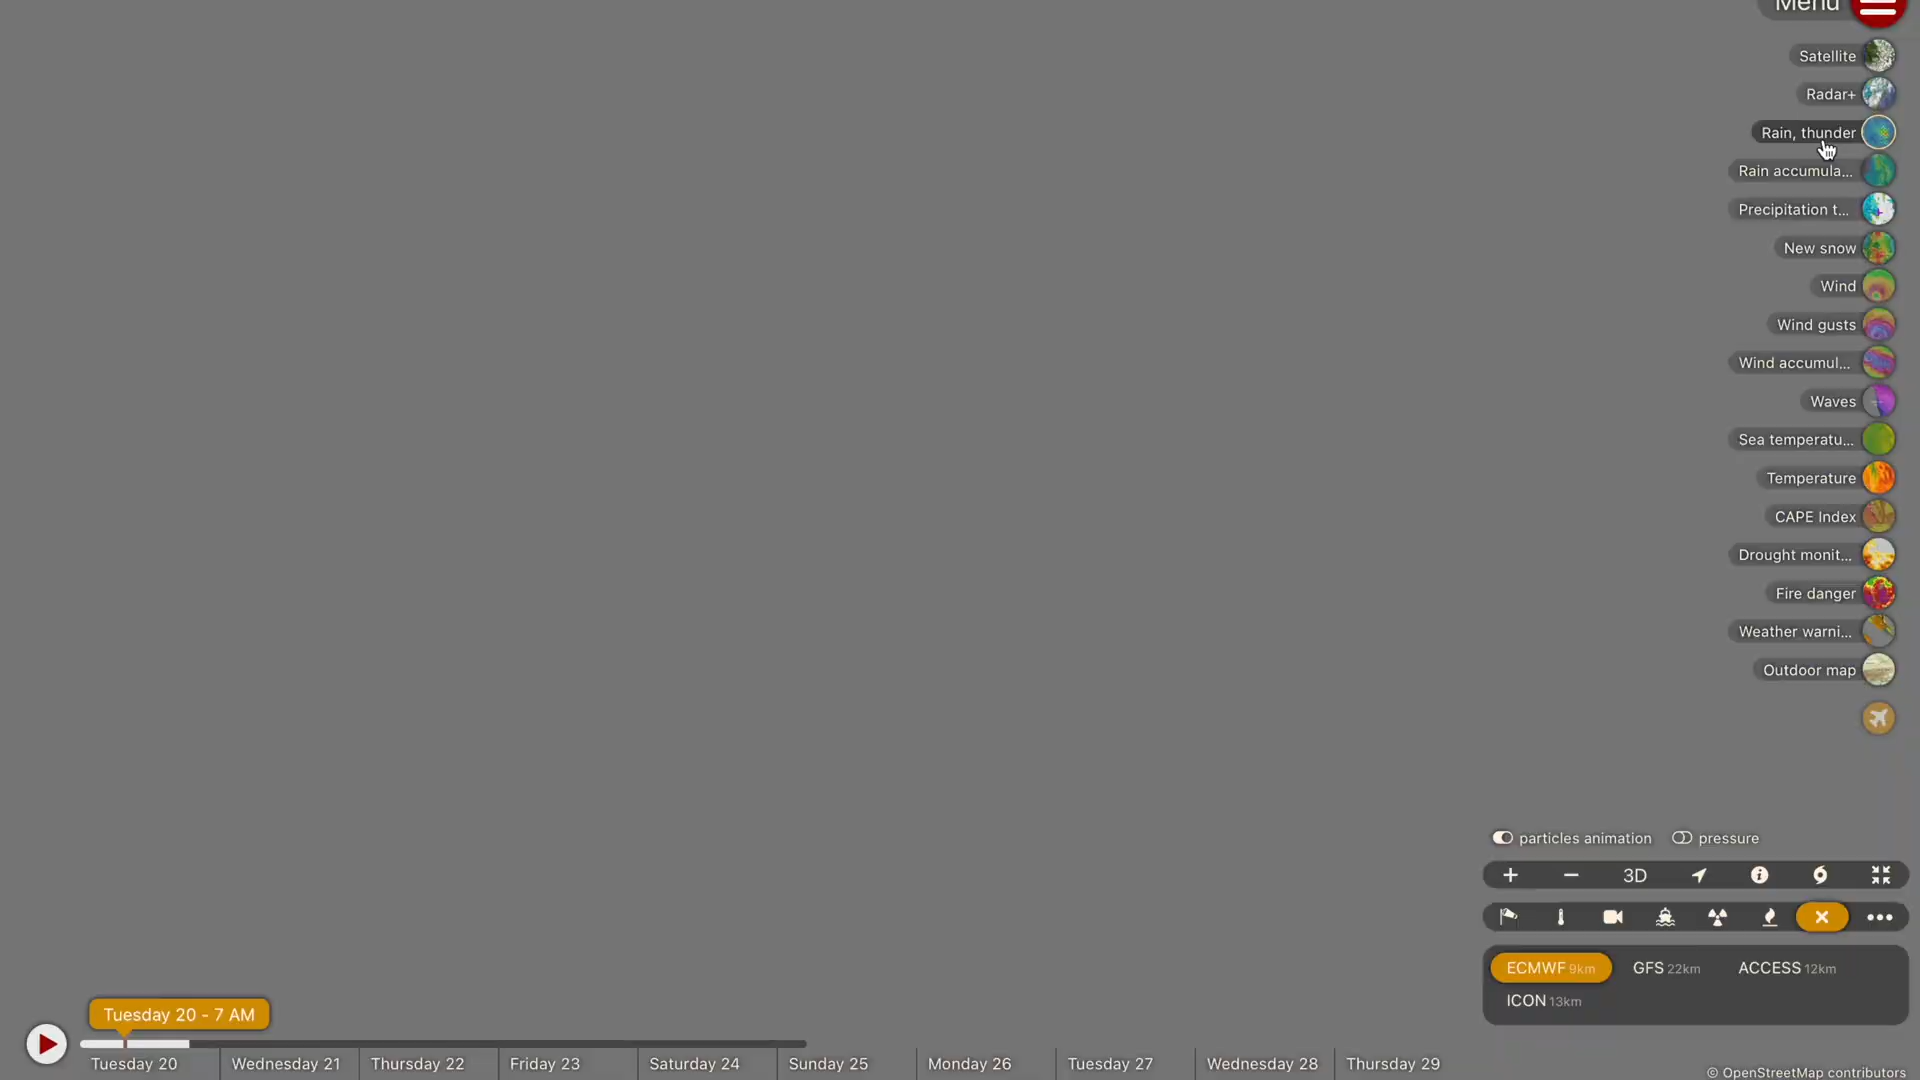 Menu
Satellite
Radar+
Rain, thunder
Rain accumula...
Precipitation t...
New snow
Wind
Wind gusts
Wind accumul...
Waves
Sea temperatu...
Temperature
CAPE Index
Drought monit...
Fire danger
Weather warni...
Outdoor map
particles animation pressure
+ − 3D
ECMWF 9km GFS 22km ACCESS 12km
ICON 13km
Tuesday 20 - 7 AM
Tuesday 20 Wednesday 21 Thursday 22 Friday 23 Saturday 24 Sunday 25 Monday 26 Tuesday 27 Wednesday 28 Thursday 29
© OpenStreetMap contributors